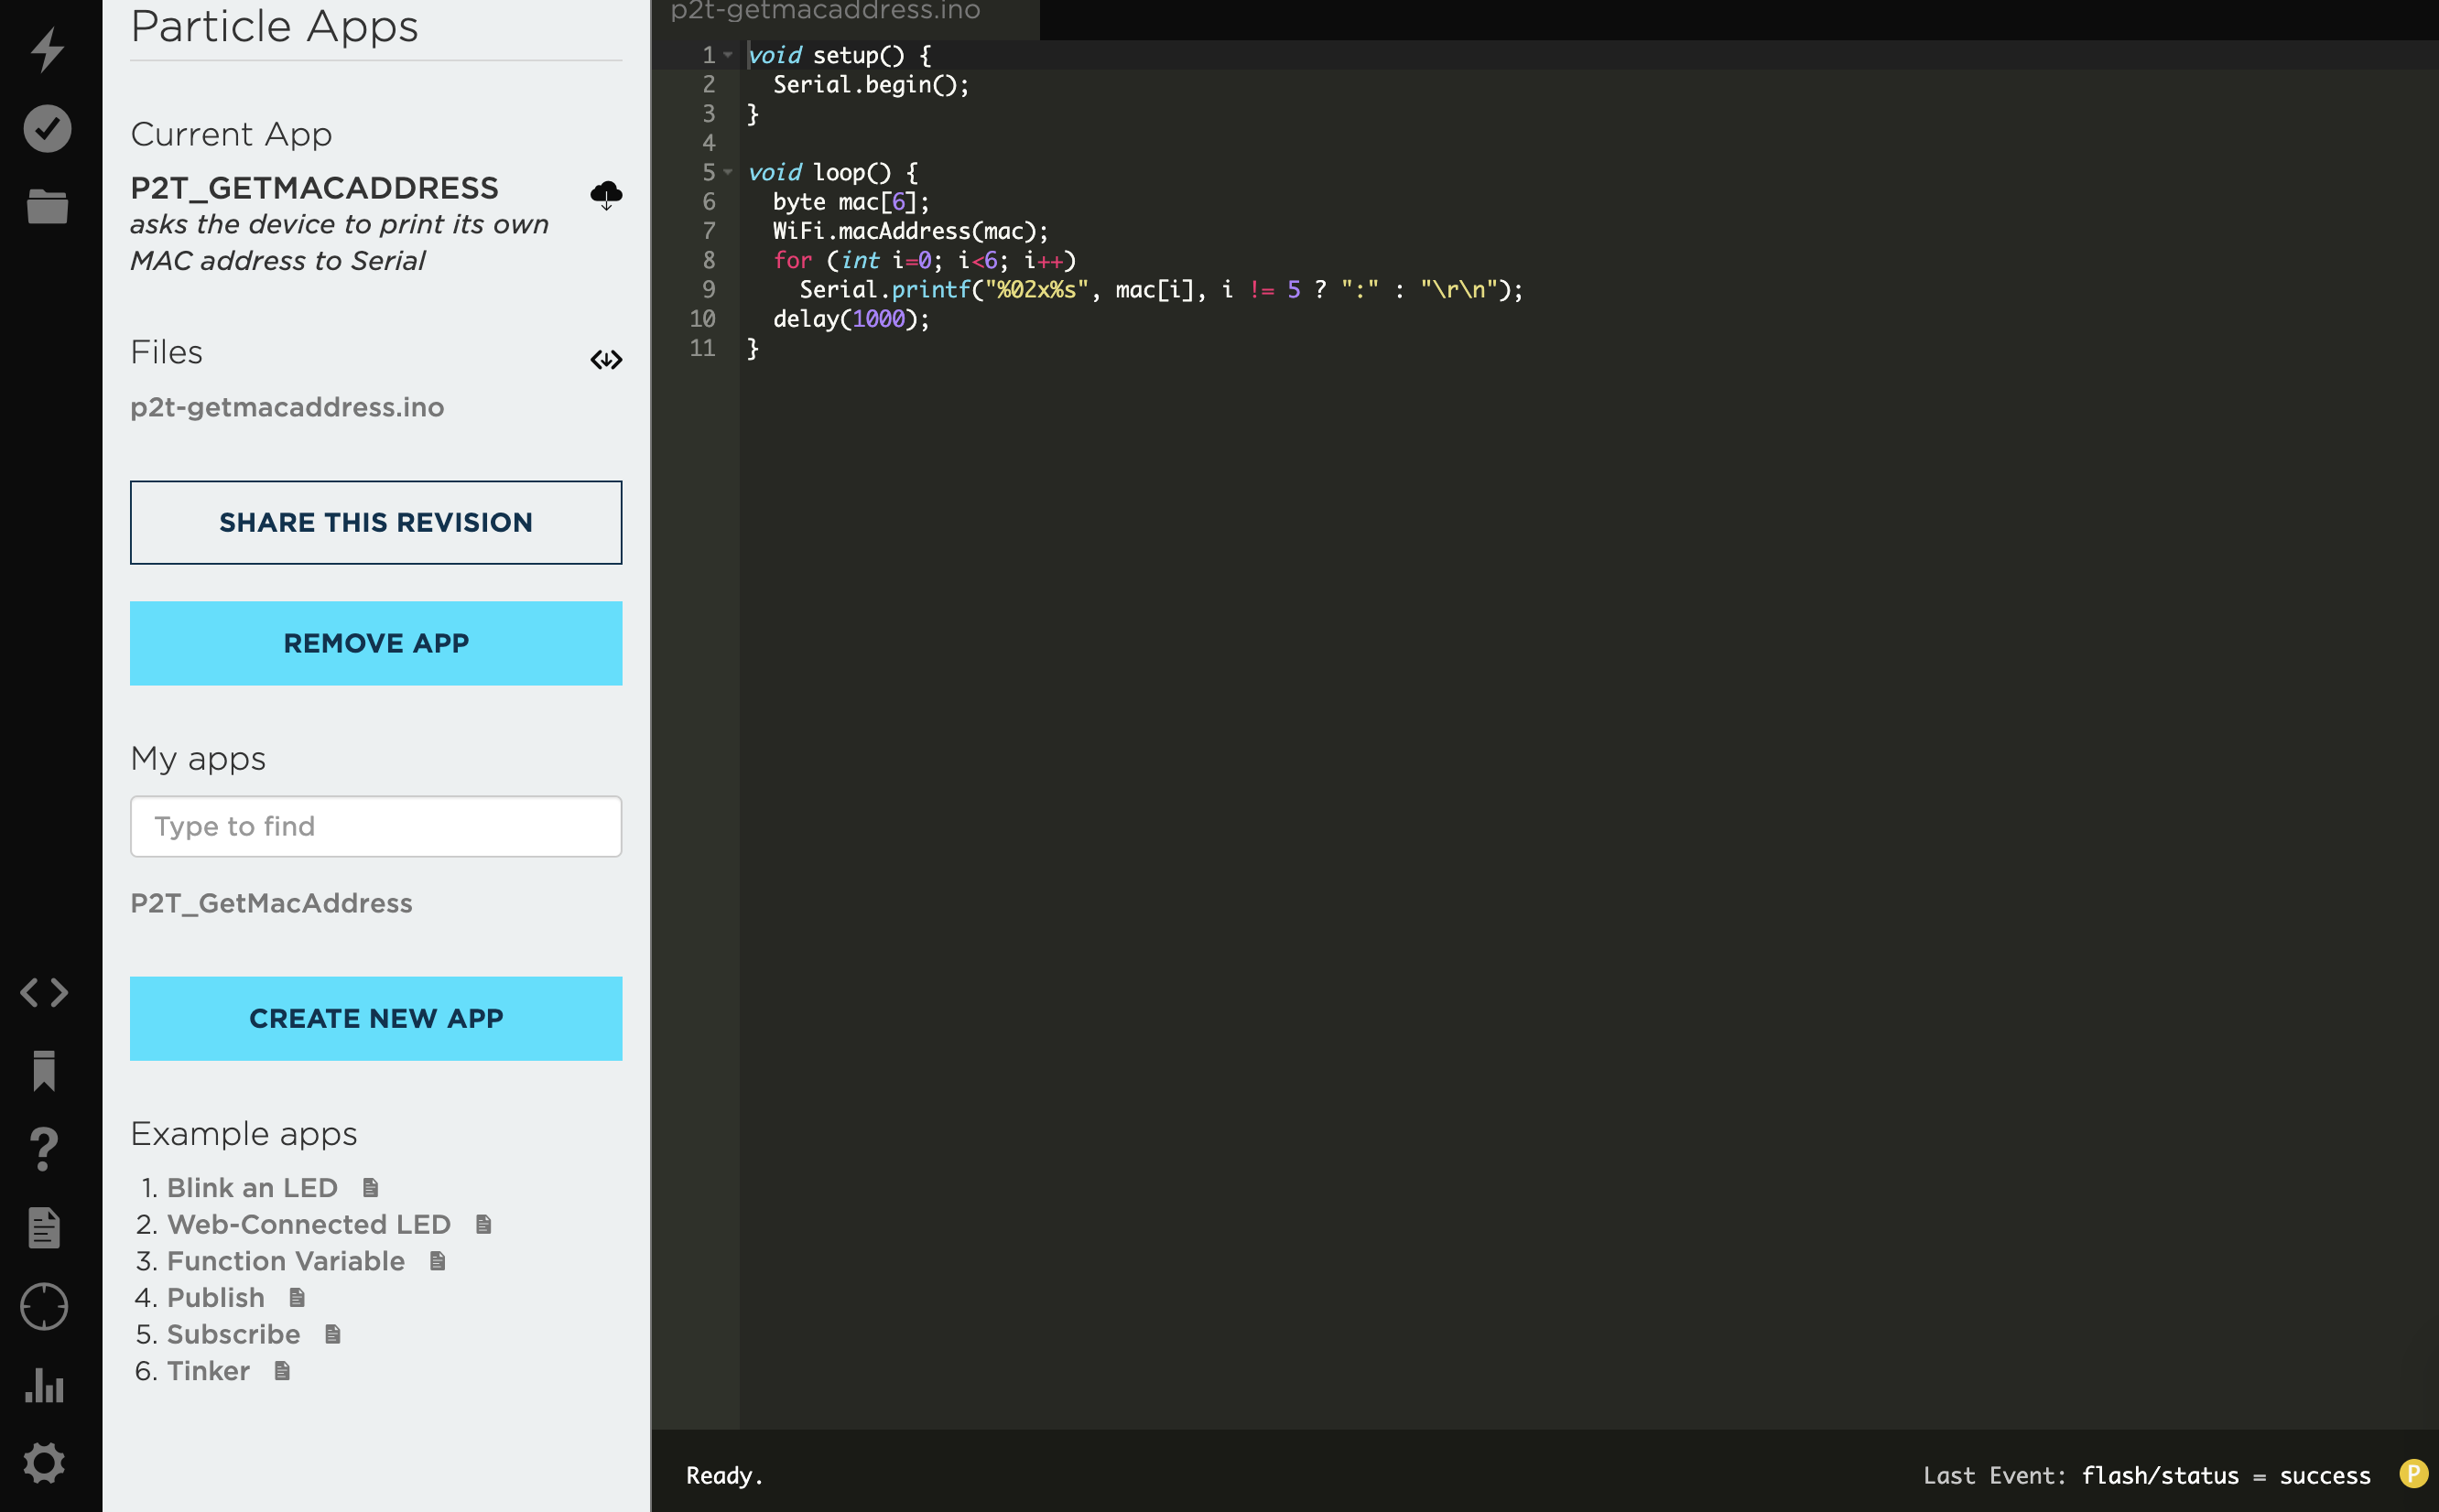 Particle Apps
Current App
P2T_GETMACADDRESS
asks the device to print its own
MAC address to Serial
Files
p2t-getmacaddress.ino
SHARE THIS REVISION
REMOVE APP
My apps
Type to find
P2T_GetMacAddress
CREATE NEW APP
Example apps
1. Blink an LED
2. Web-Connected LED
3. Function Variable
4. Publish
5. Subscribe
6. Tinker
p2t-getmacaddress.ino
1 void setup() {
2   Serial.begin();
3 }
4
5 void loop() {
6   byte mac[6];
7   WiFi.macAddress(mac);
8   for (int i=0; i<6; i++)
9     Serial.printf("%02x%s", mac[i], i != 5 ? ":" : "\r\n");
10   delay(1000);
11 }
Ready.
Last Event: flash/status = success
P